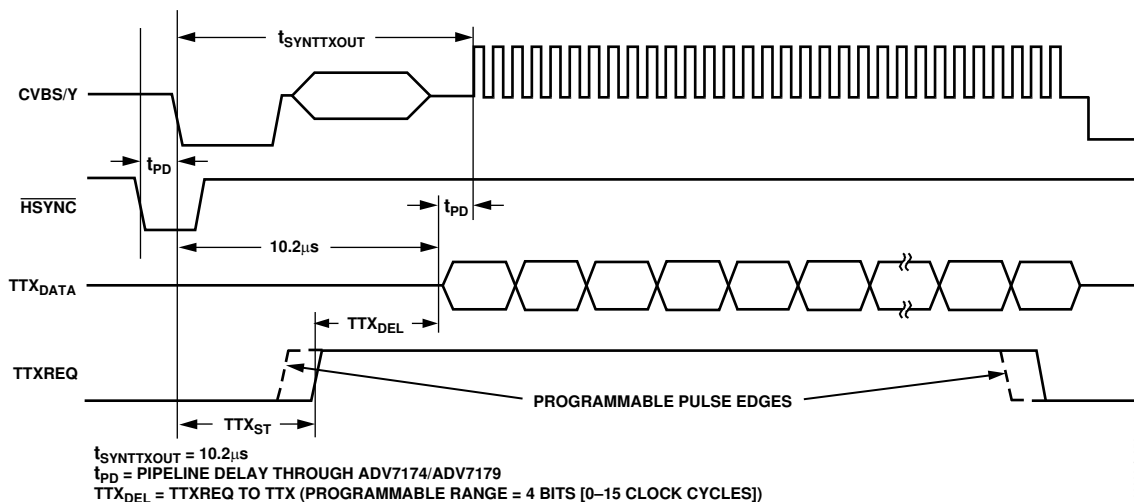 tSYNTTXOUT
CVBS/Y
tPD
HSYNC
tPD
10.2μs
TTXDATA
TTXDEL
TTXREQ
PROGRAMMABLE PULSE EDGES
TTXST
tSYNTTXOUT = 10.2μs
tPD = PIPELINE DELAY THROUGH ADV7174/ADV7179
TTXDEL = TTXREQ TO TTX (PROGRAMMABLE RANGE = 4 BITS [0–15 CLOCK CYCLES])